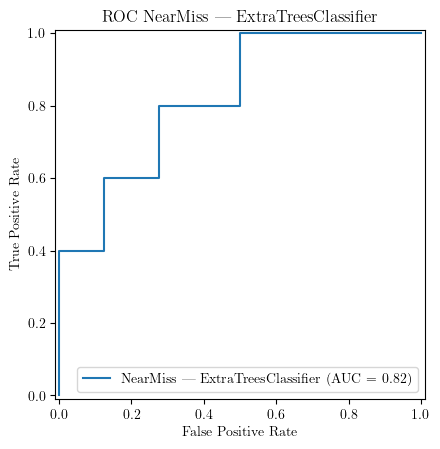 ROC NearMiss — ExtraTreesClassifier
1.0
0.8
0.6
0.4
0.2
0.0
True Positive Rate
NearMiss — ExtraTreesClassifier (AUC = 0.82)
0.0 0.2 0.4 0.6 0.8 1.0
False Positive Rate